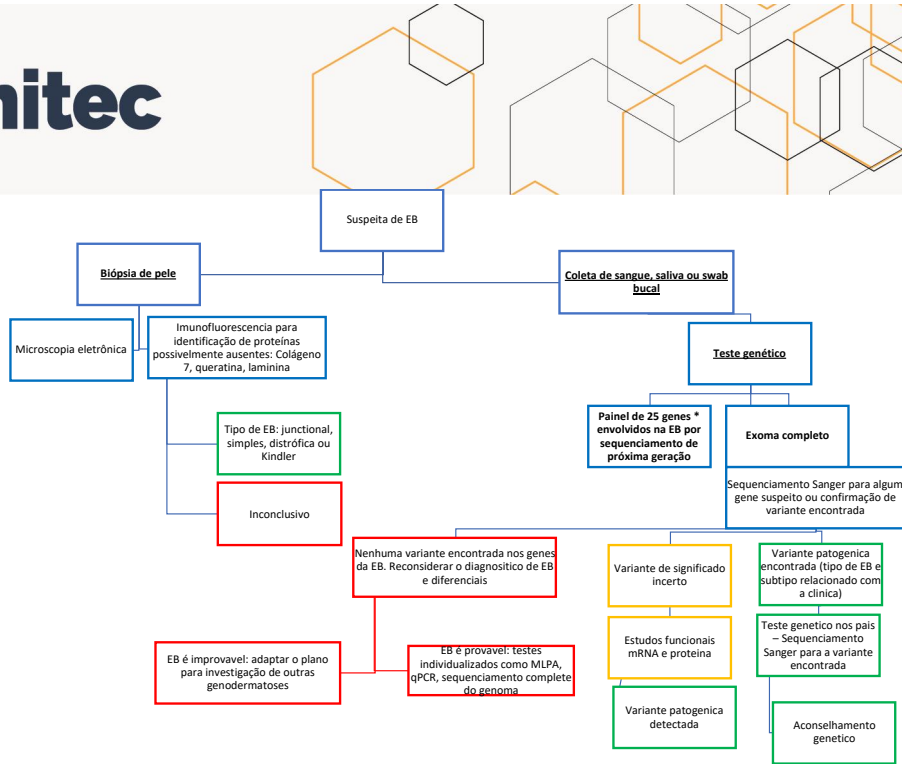 nitec
Suspeita de EB
Biópsia de pele
Coleta de sangue, saliva ou swab
bucal
Microscopia eletrônica
Imunofluorescencia para
identificação de proteínas
possivelmente ausentes: Colágeno
7, queratina, laminina
Teste genético
Tipo de EB: junctional,
simples, distrófica ou
Kindler
Inconclusivo
Painel de 25 genes *
envolvidos na EB por
sequenciamento de
próxima geração
Exoma completo
Sequenciamento Sanger para algum
gene suspeito ou confirmação de
variante encontrada
Nenhuma variante encontrada nos genes
da EB. Reconsiderar o diagnositico de EB
e diferenciais
Variante de significado
incerto
Variante patogenica
encontrada (tipo de EB e
subtipo relacionado com
a clinica)
EB é improvavel: adaptar o plano
para investigação de outras
genodermatoses
EB é provavel: testes
individualizados como MLPA,
qPCR, sequenciamento complete
do genoma
Estudos funcionais
mRNA e proteina
Teste genetico nos pais
– Sequenciamento
Sanger para a variante
encontrada
Variante patogenica
detectada
Aconselhamento
genetico